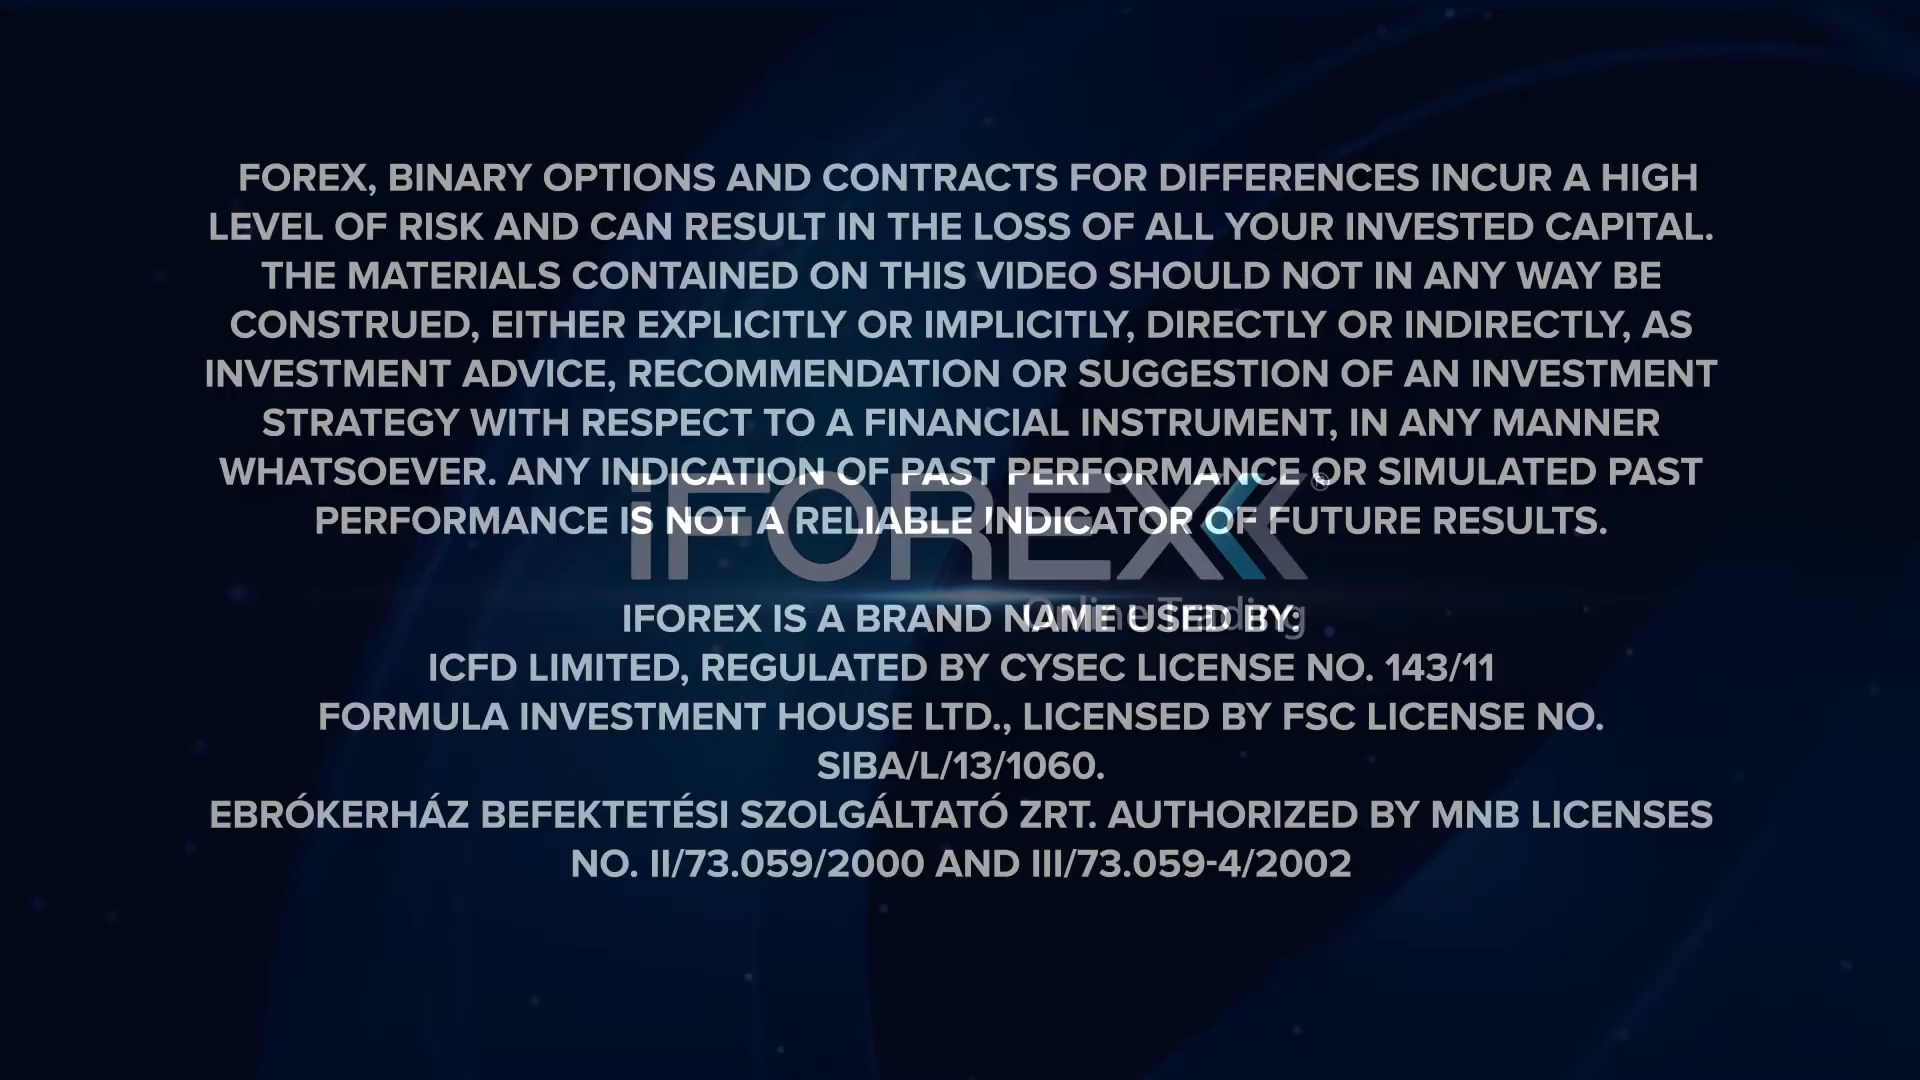 FOREX, BINARY OPTIONS AND CONTRACTS FOR DIFFERENCES INCUR A HIGH
LEVEL OF RISK AND CAN RESULT IN THE LOSS OF ALL YOUR INVESTED CAPITAL.
THE MATERIALS CONTAINED ON THIS VIDEO SHOULD NOT IN ANY WAY BE
CONSTRUED, EITHER EXPLICITLY OR IMPLICITLY, DIRECTLY OR INDIRECTLY, AS
INVESTMENT ADVICE, RECOMMENDATION OR SUGGESTION OF AN INVESTMENT
STRATEGY WITH RESPECT TO A FINANCIAL INSTRUMENT, IN ANY MANNER
WHATSOEVER. ANY INDICATION OF PAST PERFORMANCE OR SIMULATED PAST
PERFORMANCE IS NOT A RELIABLE INDICATOR OF FUTURE RESULTS.
iFOREX®
Online Trading
IFOREX IS A BRAND NAME USED BY:
ICFD LIMITED, REGULATED BY CYSEC LICENSE NO. 143/11
FORMULA INVESTMENT HOUSE LTD., LICENSED BY FSC LICENSE NO.
SIBA/L/13/1060.
EBRÓKERHÁZ BEFEKTETÉSI SZOLGÁLTATÓ ZRT. AUTHORIZED BY MNB LICENSES
NO. II/73.059/2000 AND III/73.059-4/2002